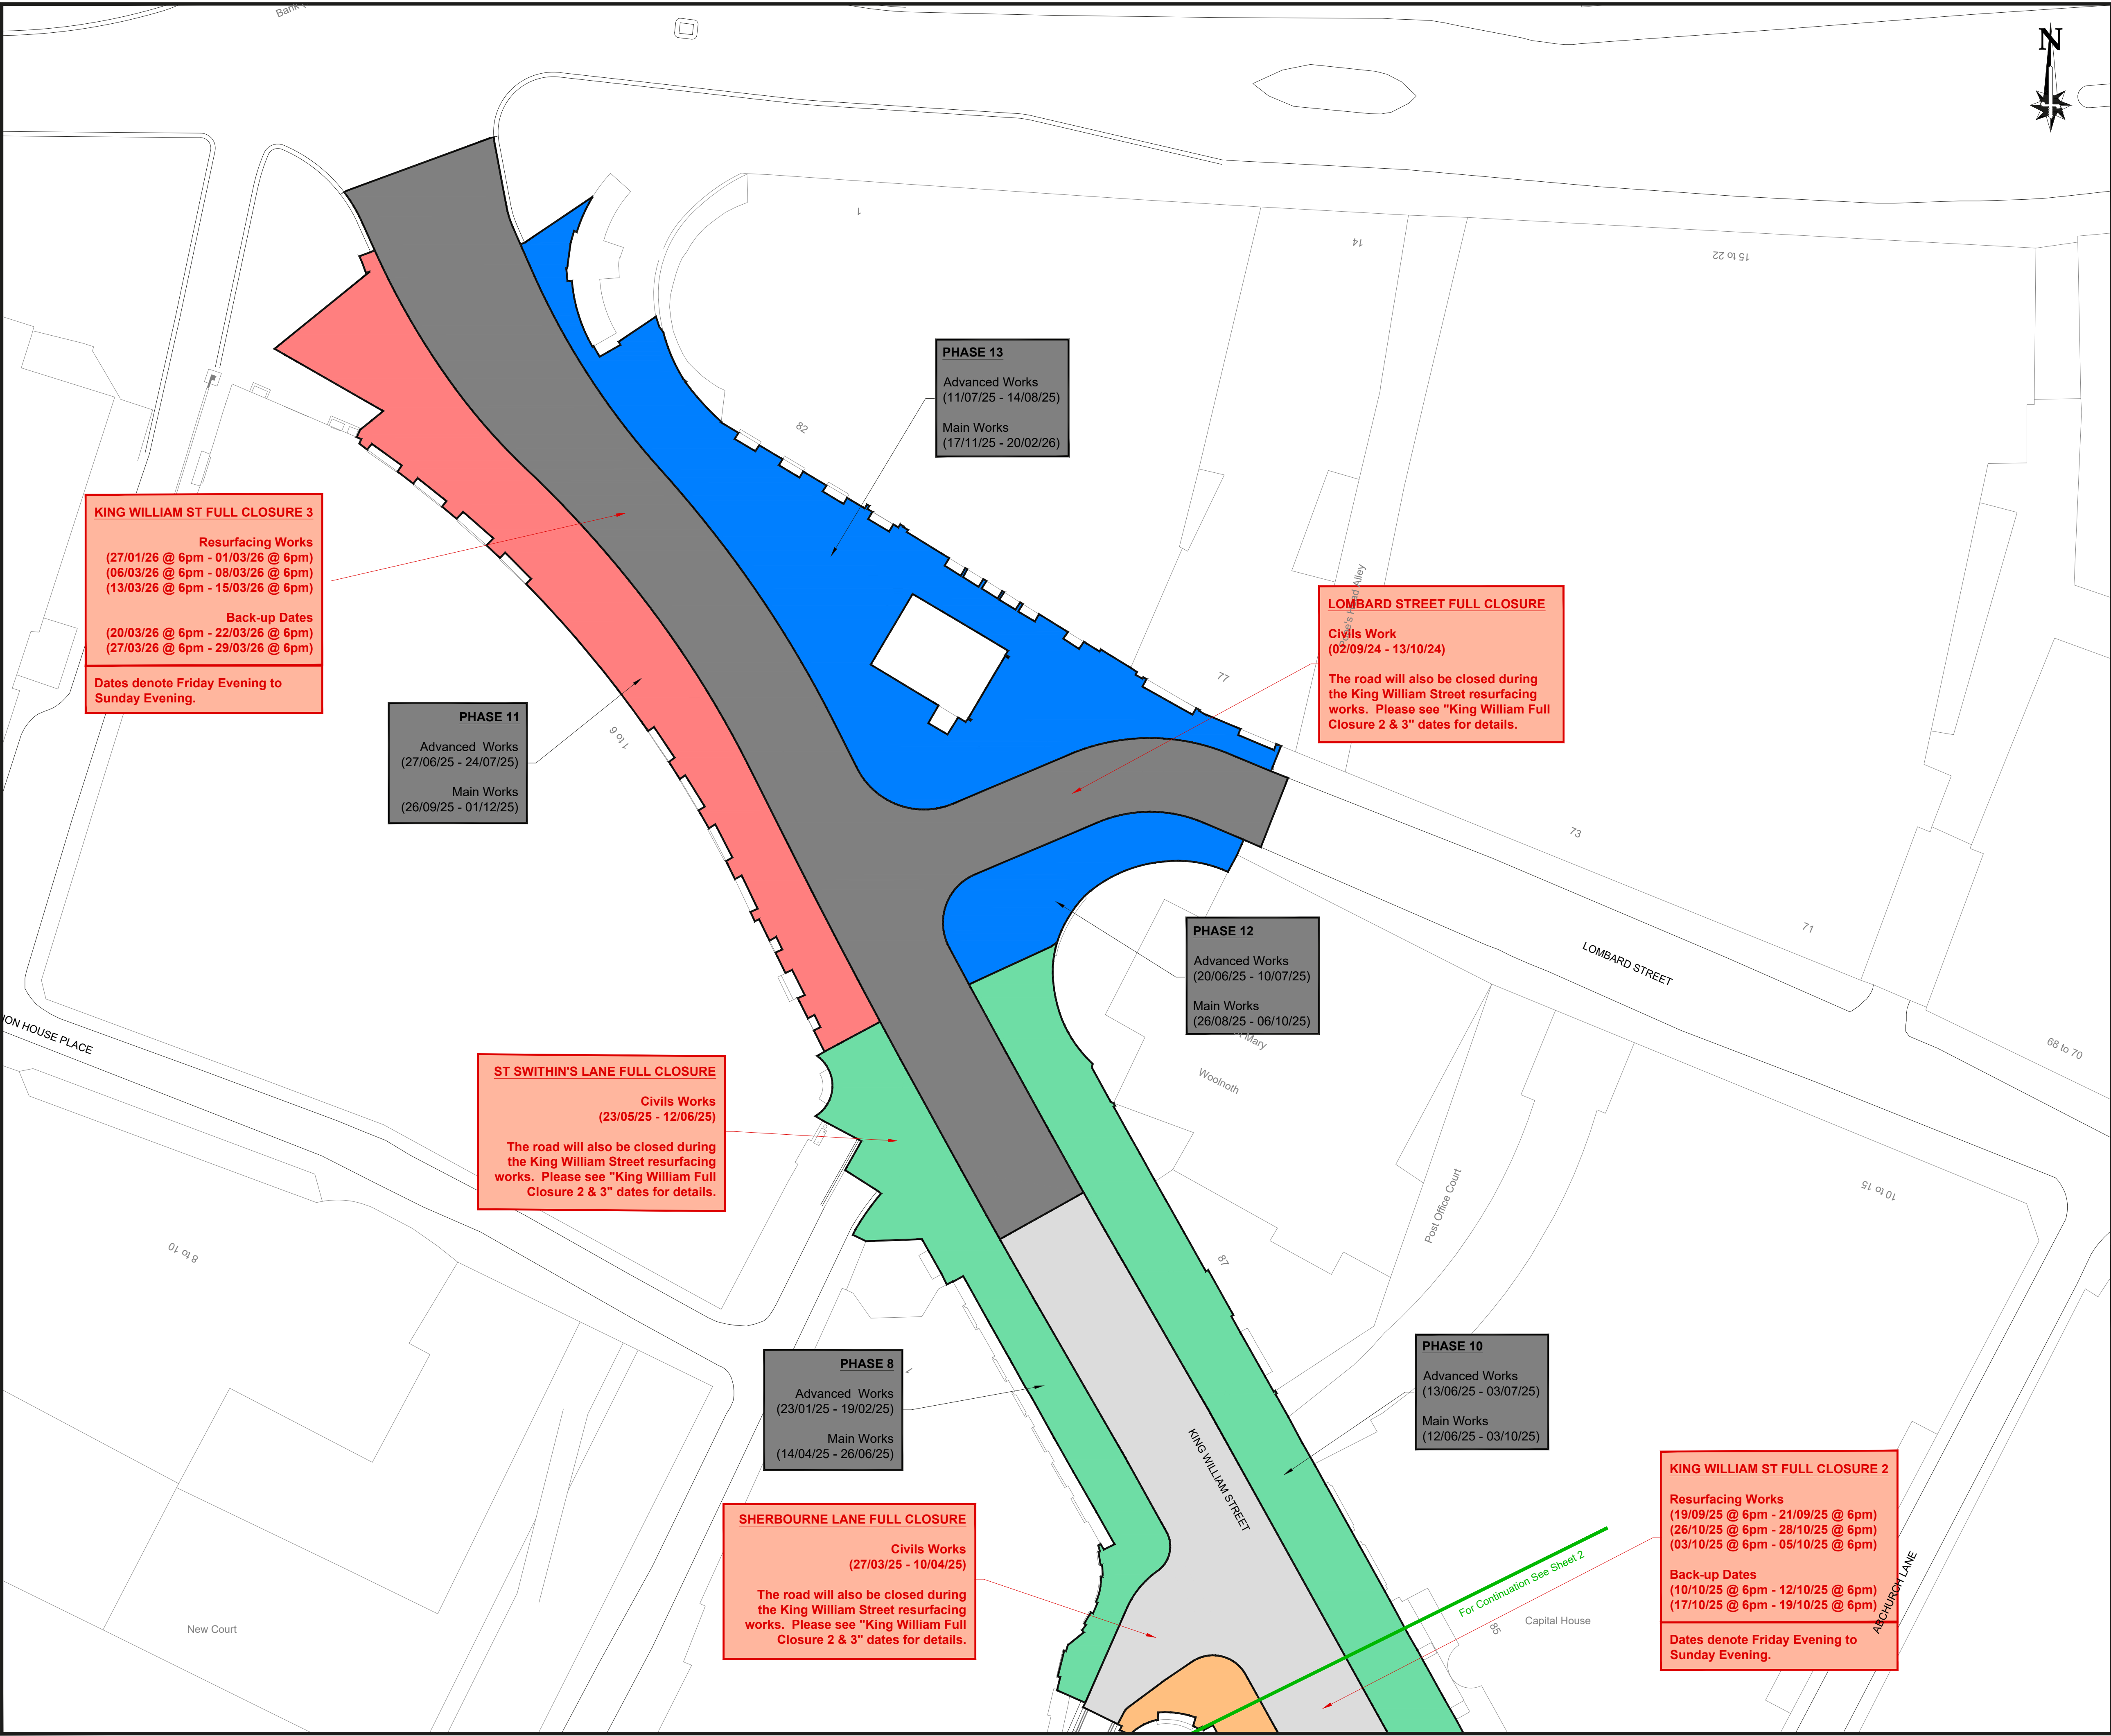 Bank
N
1
14
15 to 22
PHASE 13
Advanced Works
(11/07/25 - 14/08/25)
Main Works
(17/11/25 - 20/02/26)
82
KING WILLIAM ST FULL CLOSURE 3
Resurfacing Works
(27/01/26 @ 6pm - 01/03/26 @ 6pm)
(06/03/26 @ 6pm - 08/03/26 @ 6pm)
(13/03/26 @ 6pm - 15/03/26 @ 6pm)
Back-up Dates
(20/03/26 @ 6pm - 22/03/26 @ 6pm)
(27/03/26 @ 6pm - 29/03/26 @ 6pm)
Dates denote Friday Evening to
Sunday Evening.
LOMBARD STREET FULL CLOSURE
Civils Work
(02/09/24 - 13/10/24)
The road will also be closed during
the King William Street resurfacing
works. Please see "King William Full
Closure 2 & 3" dates for details.
Alley
77
PHASE 11
Advanced Works
(27/06/25 - 24/07/25)
Main Works
(26/09/25 - 01/12/25)
1 to 6
73
71
LOMBARD STREET
68 to 70
PHASE 12
Advanced Works
(20/06/25 - 10/07/25)
Main Works
(26/08/25 - 06/10/25)
Mary
Woolnoth
ION HOUSE PLACE
ST SWITHIN'S LANE FULL CLOSURE
Civils Works
(23/05/25 - 12/06/25)
The road will also be closed during
the King William Street resurfacing
works. Please see "King William Full
Closure 2 & 3" dates for details.
10 to 15
Post Office Court
8 to 10
87
PHASE 8
Advanced Works
(23/01/25 - 19/02/25)
Main Works
(14/04/25 - 26/06/25)
PHASE 10
Advanced Works
(13/06/25 - 03/07/25)
Main Works
(12/06/25 - 03/10/25)
KING WILLIAM STREET
SHERBOURNE LANE FULL CLOSURE
Civils Works
(27/03/25 - 10/04/25)
The road will also be closed during
the King William Street resurfacing
works. Please see "King William Full
Closure 2 & 3" dates for details.
KING WILLIAM ST FULL CLOSURE 2
Resurfacing Works
(19/09/25 @ 6pm - 21/09/25 @ 6pm)
(26/10/25 @ 6pm - 28/10/25 @ 6pm)
(03/10/25 @ 6pm - 05/10/25 @ 6pm)
Back-up Dates
(10/10/25 @ 6pm - 12/10/25 @ 6pm)
(17/10/25 @ 6pm - 19/10/25 @ 6pm)
Dates denote Friday Evening to
Sunday Evening.
ABCHURCH LANE
For Continuation See Sheet 2
85
Capital House
New Court